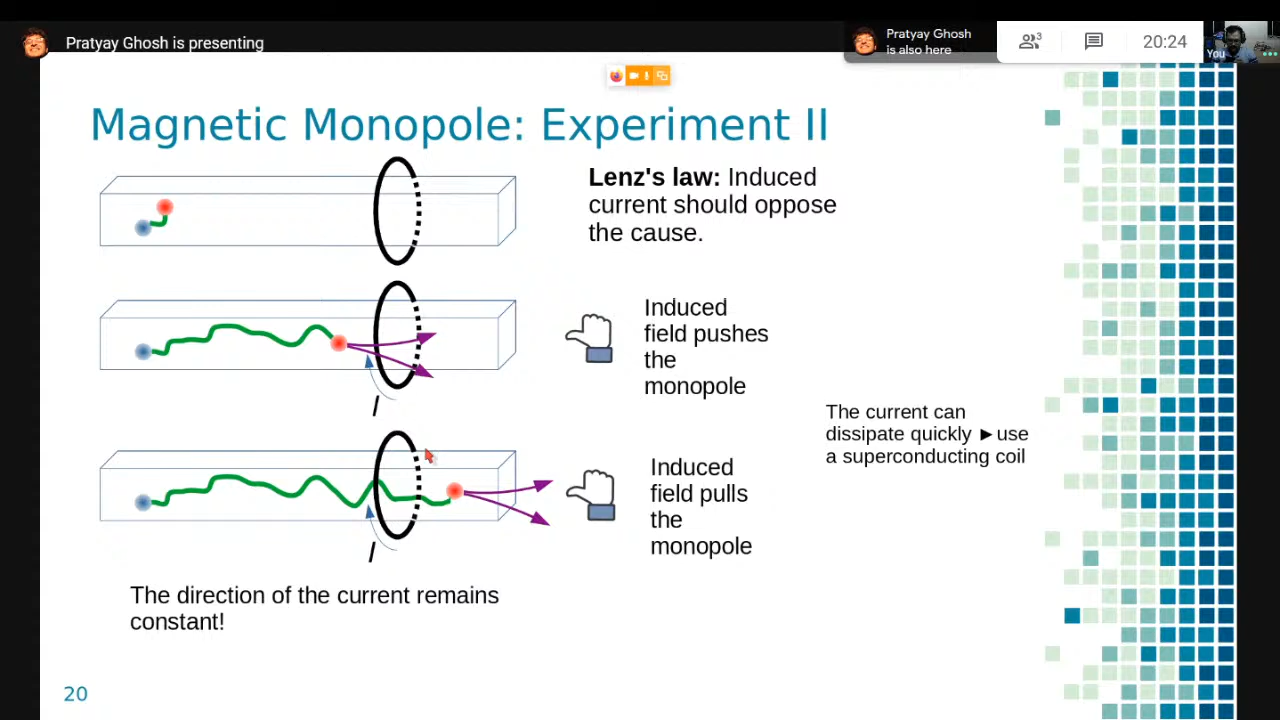 Pratyay Ghosh is presenting
Pratyay Ghosh
is also here
3
20:24
You
Magnetic Monopole: Experiment II
Lenz's law: Induced
current should oppose
the cause.
Induced
field pushes
the
monopole
I
The current can
dissipate quickly ►use
a superconducting coil
Induced
field pulls
the
monopole
I
The direction of the current remains
constant!
20